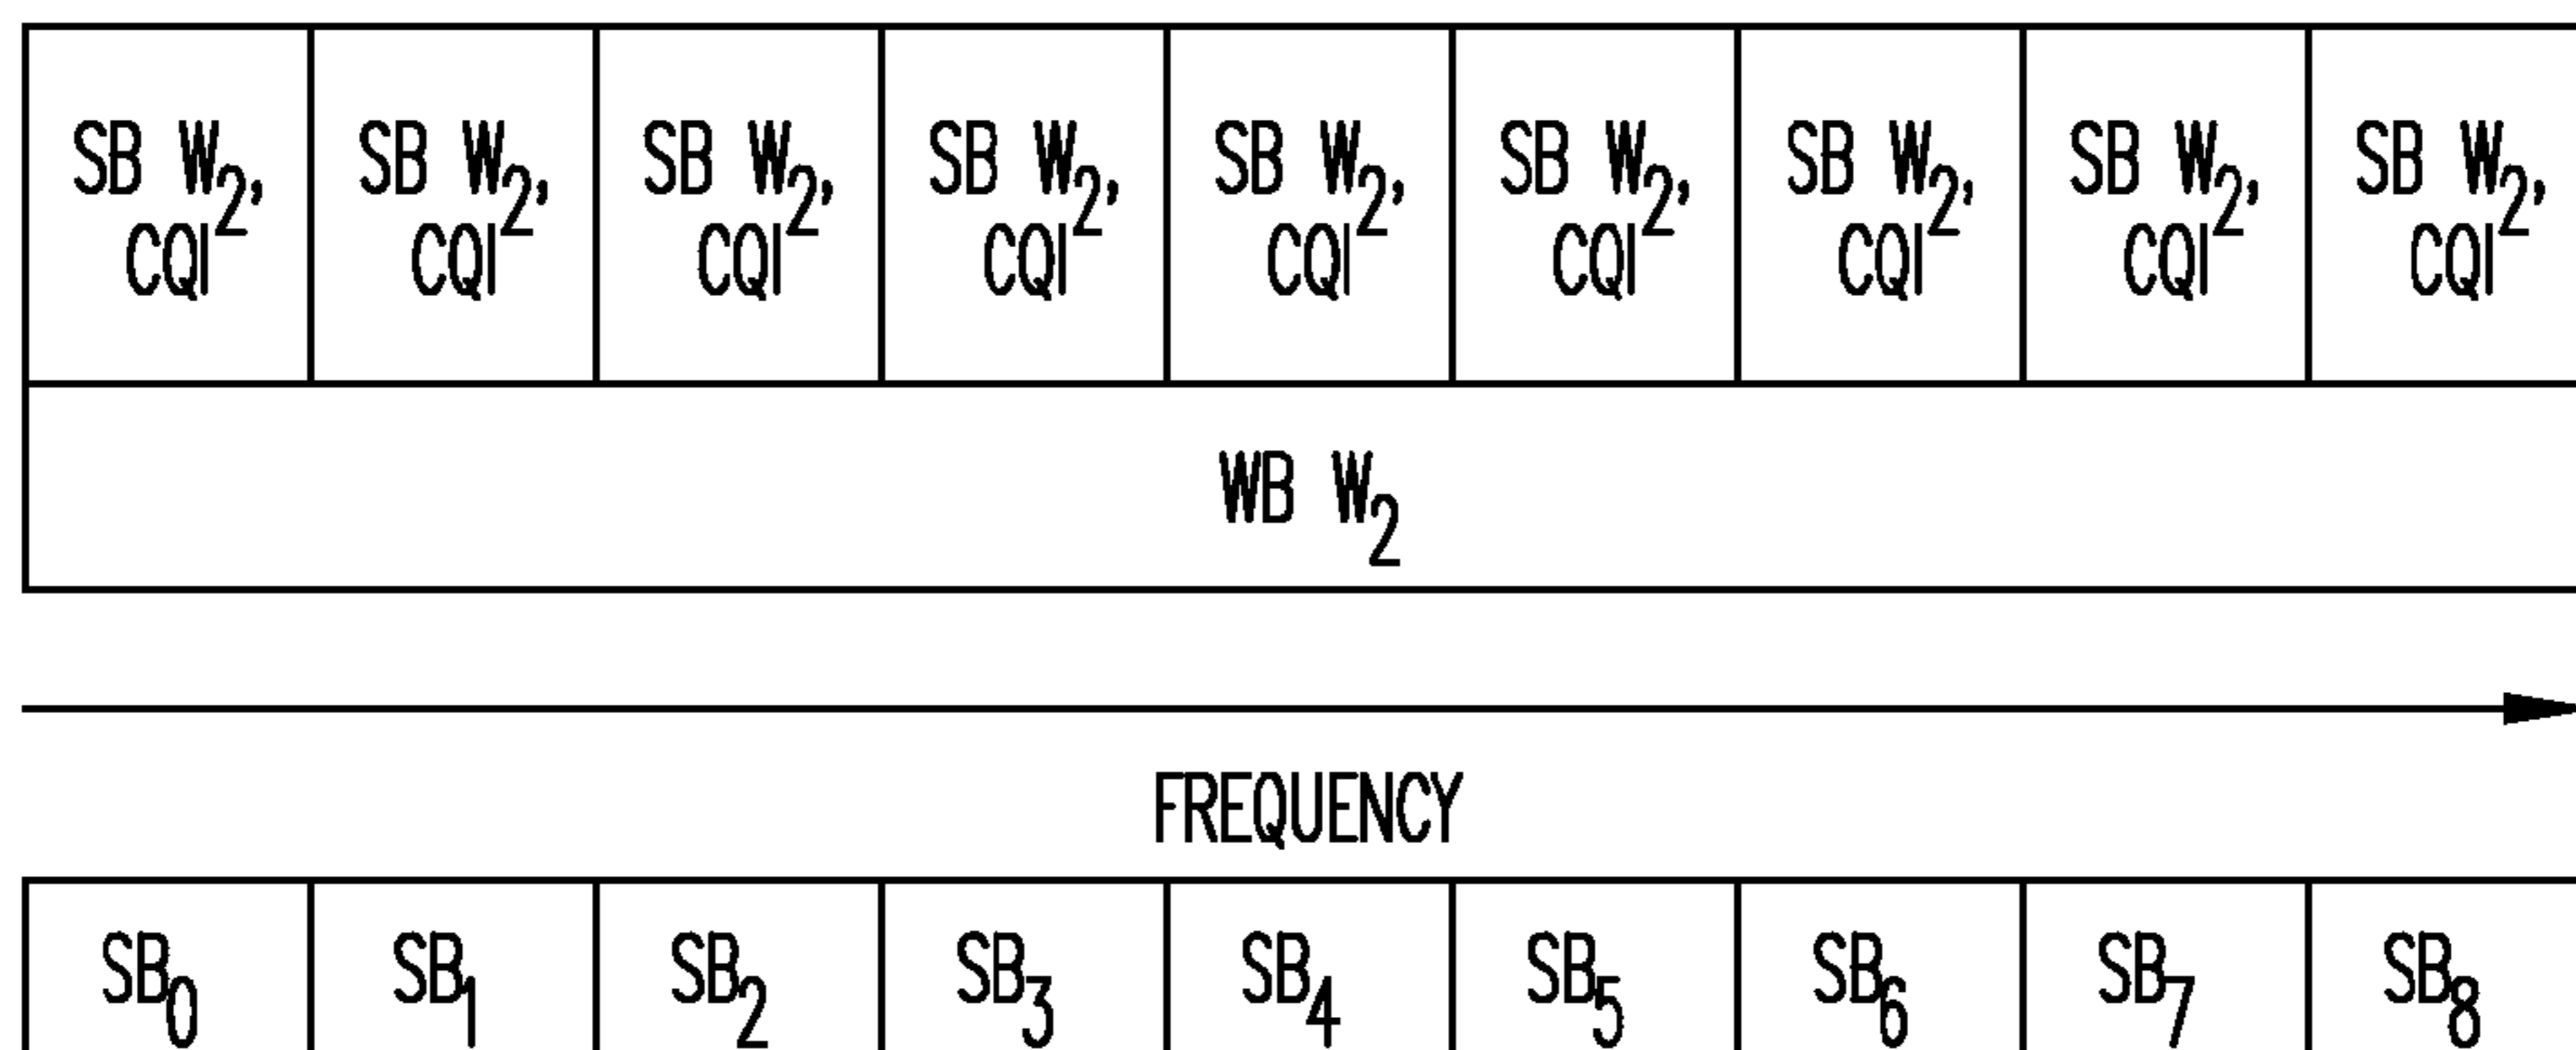 SB W2, SB W2, SB W2, SB W2, SB W2, SB W2, SB W2, SB W2, SB W2,
CQI CQI CQI CQI CQI CQI CQI CQI CQI
WB W2
FREQUENCY
SB0 SB1 SB2 SB3 SB4 SB5 SB6 SB7 SB8